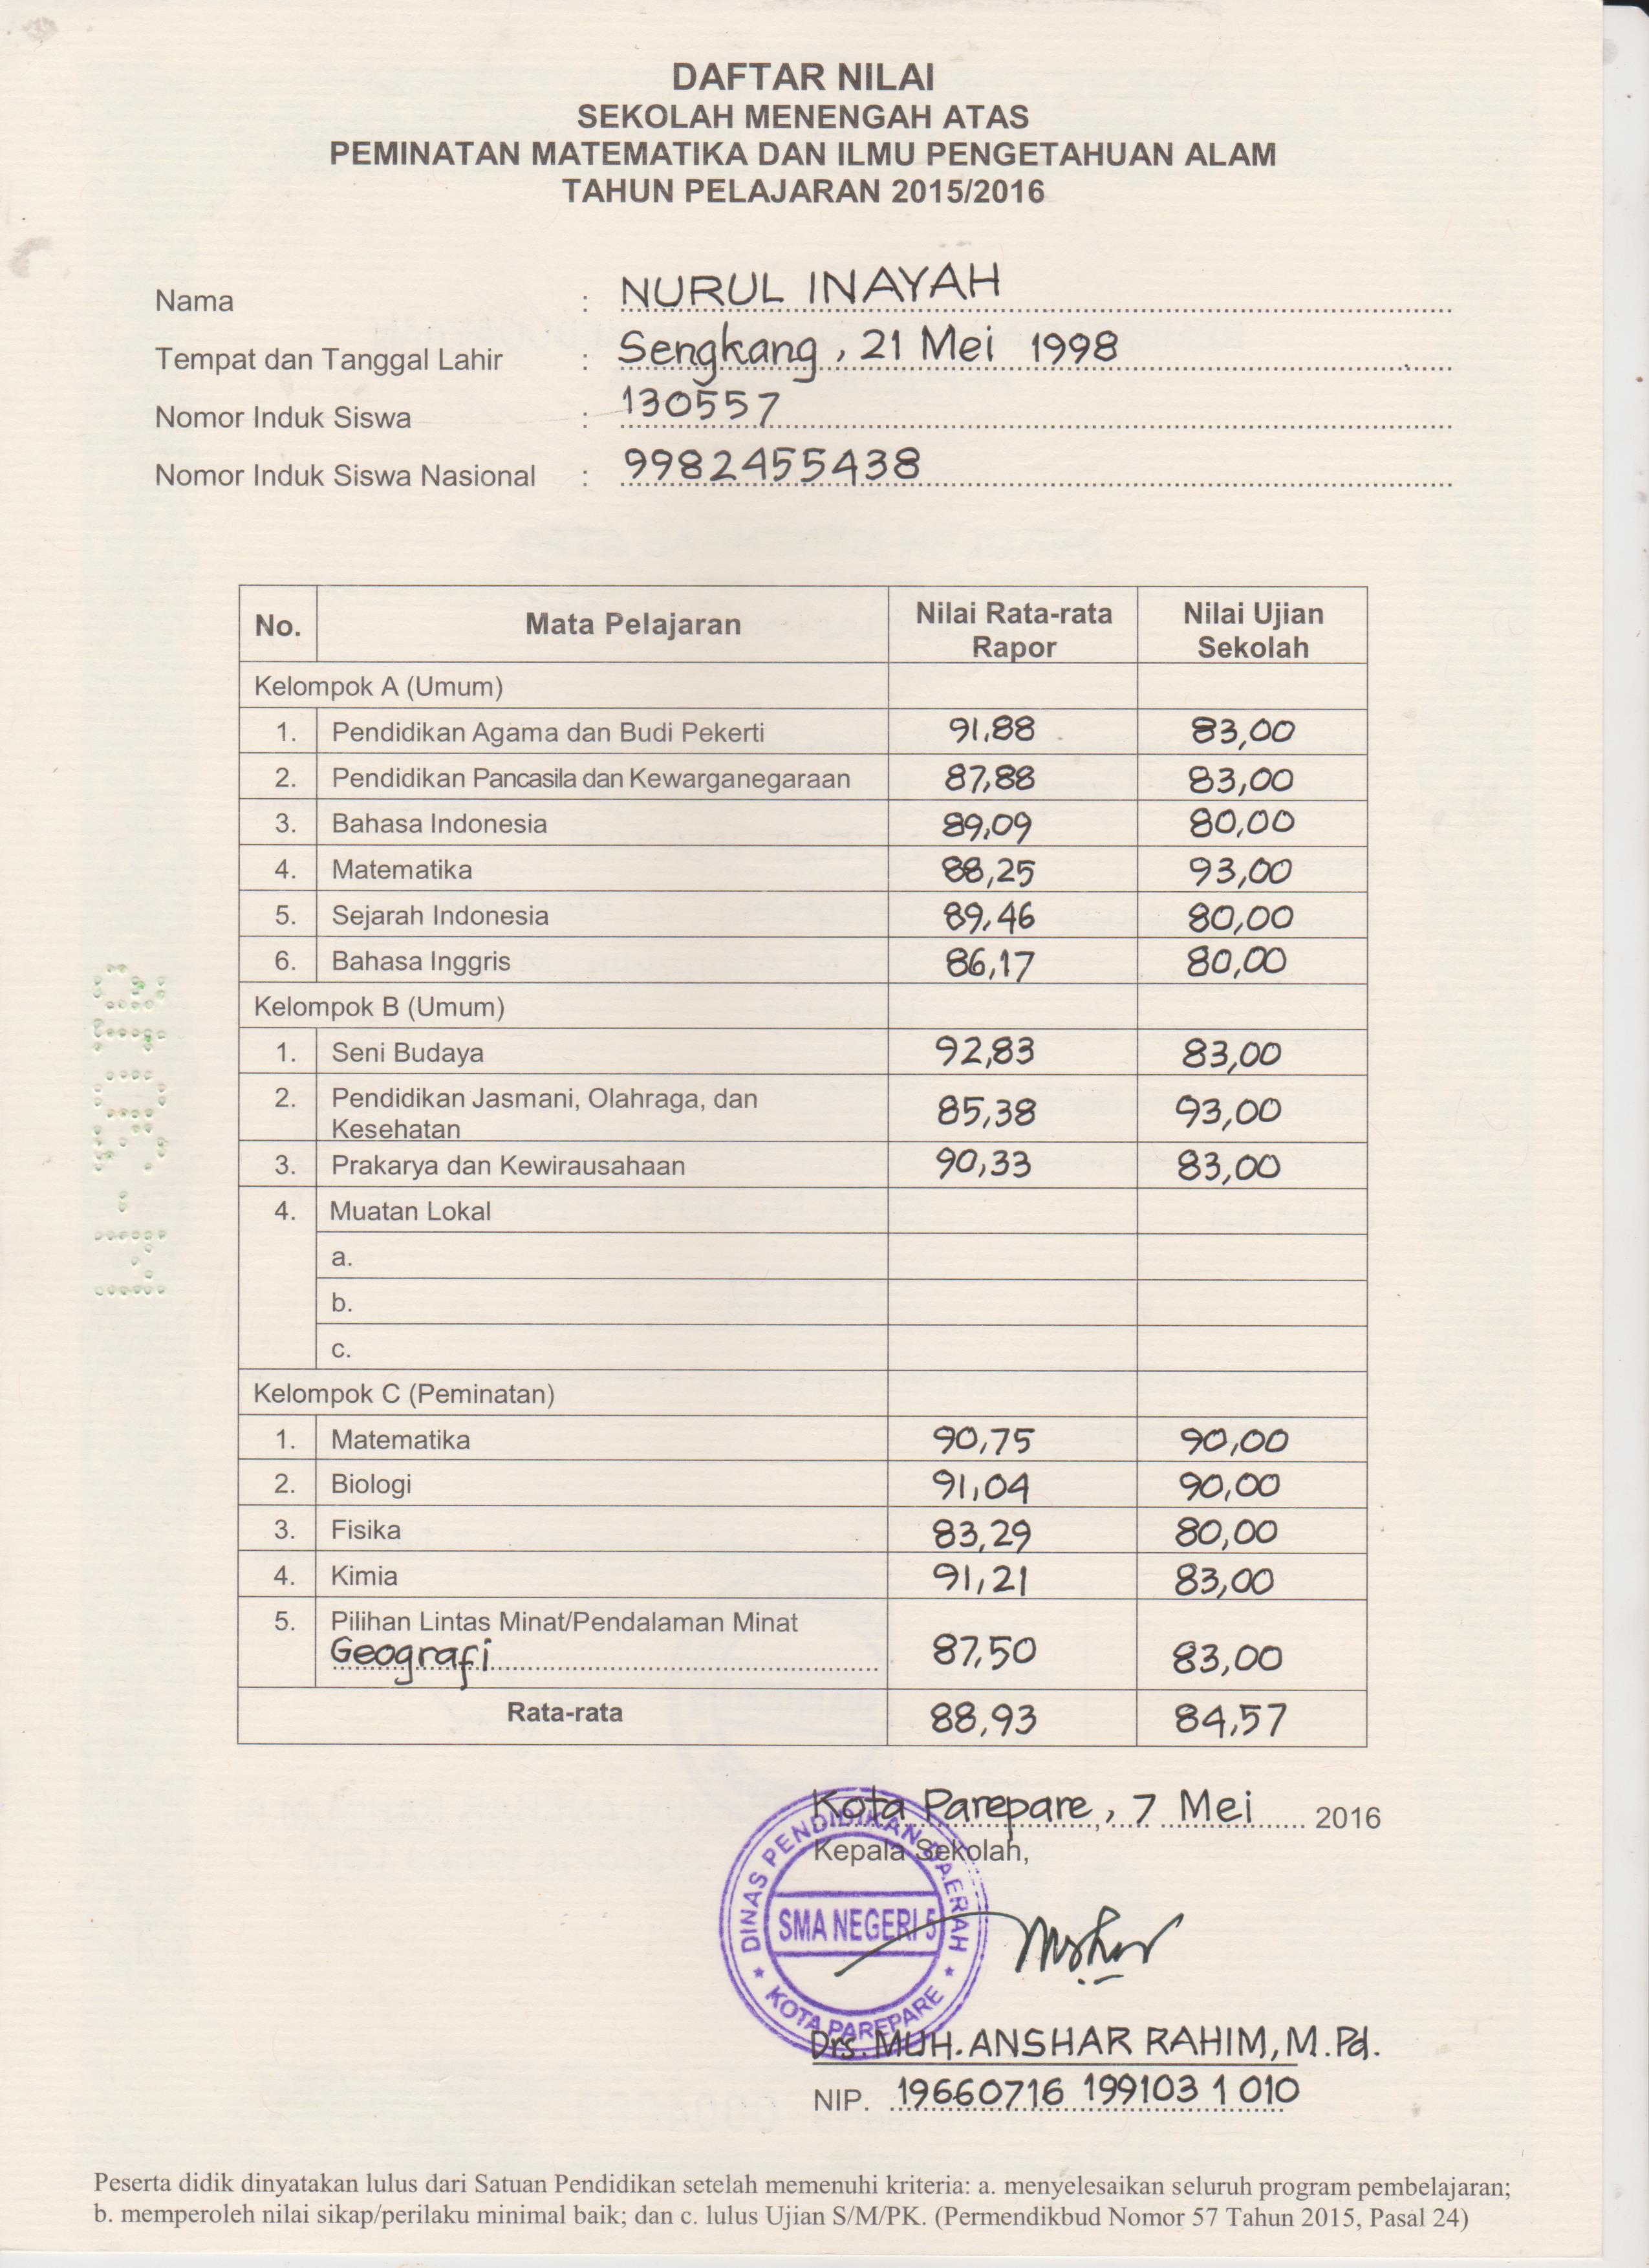 DAFTAR NILAI
SEKOLAH MENENGAH ATAS
PEMINATAN MATEMATIKA DAN ILMU PENGETAHUAN ALAM
TAHUN PELAJARAN 2015/2016
Nama : NURUL INAYAH
Tempat dan Tanggal Lahir : Sengkang, 21 Mei 1998
Nomor Induk Siswa : 130557
Nomor Induk Siswa Nasional : 9982455438
No. Mata Pelajaran Nilai Rata-rata Rapor Nilai Ujian Sekolah
Kelompok A (Umum)
1. Pendidikan Agama dan Budi Pekerti 91,88 83,00
2. Pendidikan Pancasila dan Kewarganegaraan 87,88 83,00
3. Bahasa Indonesia 89,09 80,00
4. Matematika 88,25 93,00
5. Sejarah Indonesia 89,46 80,00
6. Bahasa Inggris 86,17 80,00
Kelompok B (Umum)
1. Seni Budaya 92,83 83,00
2. Pendidikan Jasmani, Olahraga, dan Kesehatan 85,38 93,00
3. Prakarya dan Kewirausahaan 90,33 83,00
4. Muatan Lokal
a.
b.
c.
Kelompok C (Peminatan)
1. Matematika 90,75 90,00
2. Biologi 91,04 90,00
3. Fisika 83,29 80,00
4. Kimia 91,21 83,00
5. Pilihan Lintas Minat/Pendalaman Minat
Geografi 87,50 83,00
Rata-rata 88,93 84,57
Kota Parepare, 7 Mei 2016
Kepala Sekolah,
DINAS PENDIDIKAN DAERAH
SMA NEGERI 5
KOTA PAREPARE
Drs. MUH. ANSHAR RAHIM, M.Pd.
NIP. 19660716 199103 1 010
Peserta didik dinyatakan lulus dari Satuan Pendidikan setelah memenuhi kriteria: a. menyelesaikan seluruh program pembelajaran;
b. memperoleh nilai sikap/perilaku minimal baik; dan c. lulus Ujian S/M/PK. (Permendikbud Nomor 57 Tahun 2015, Pasal 24)